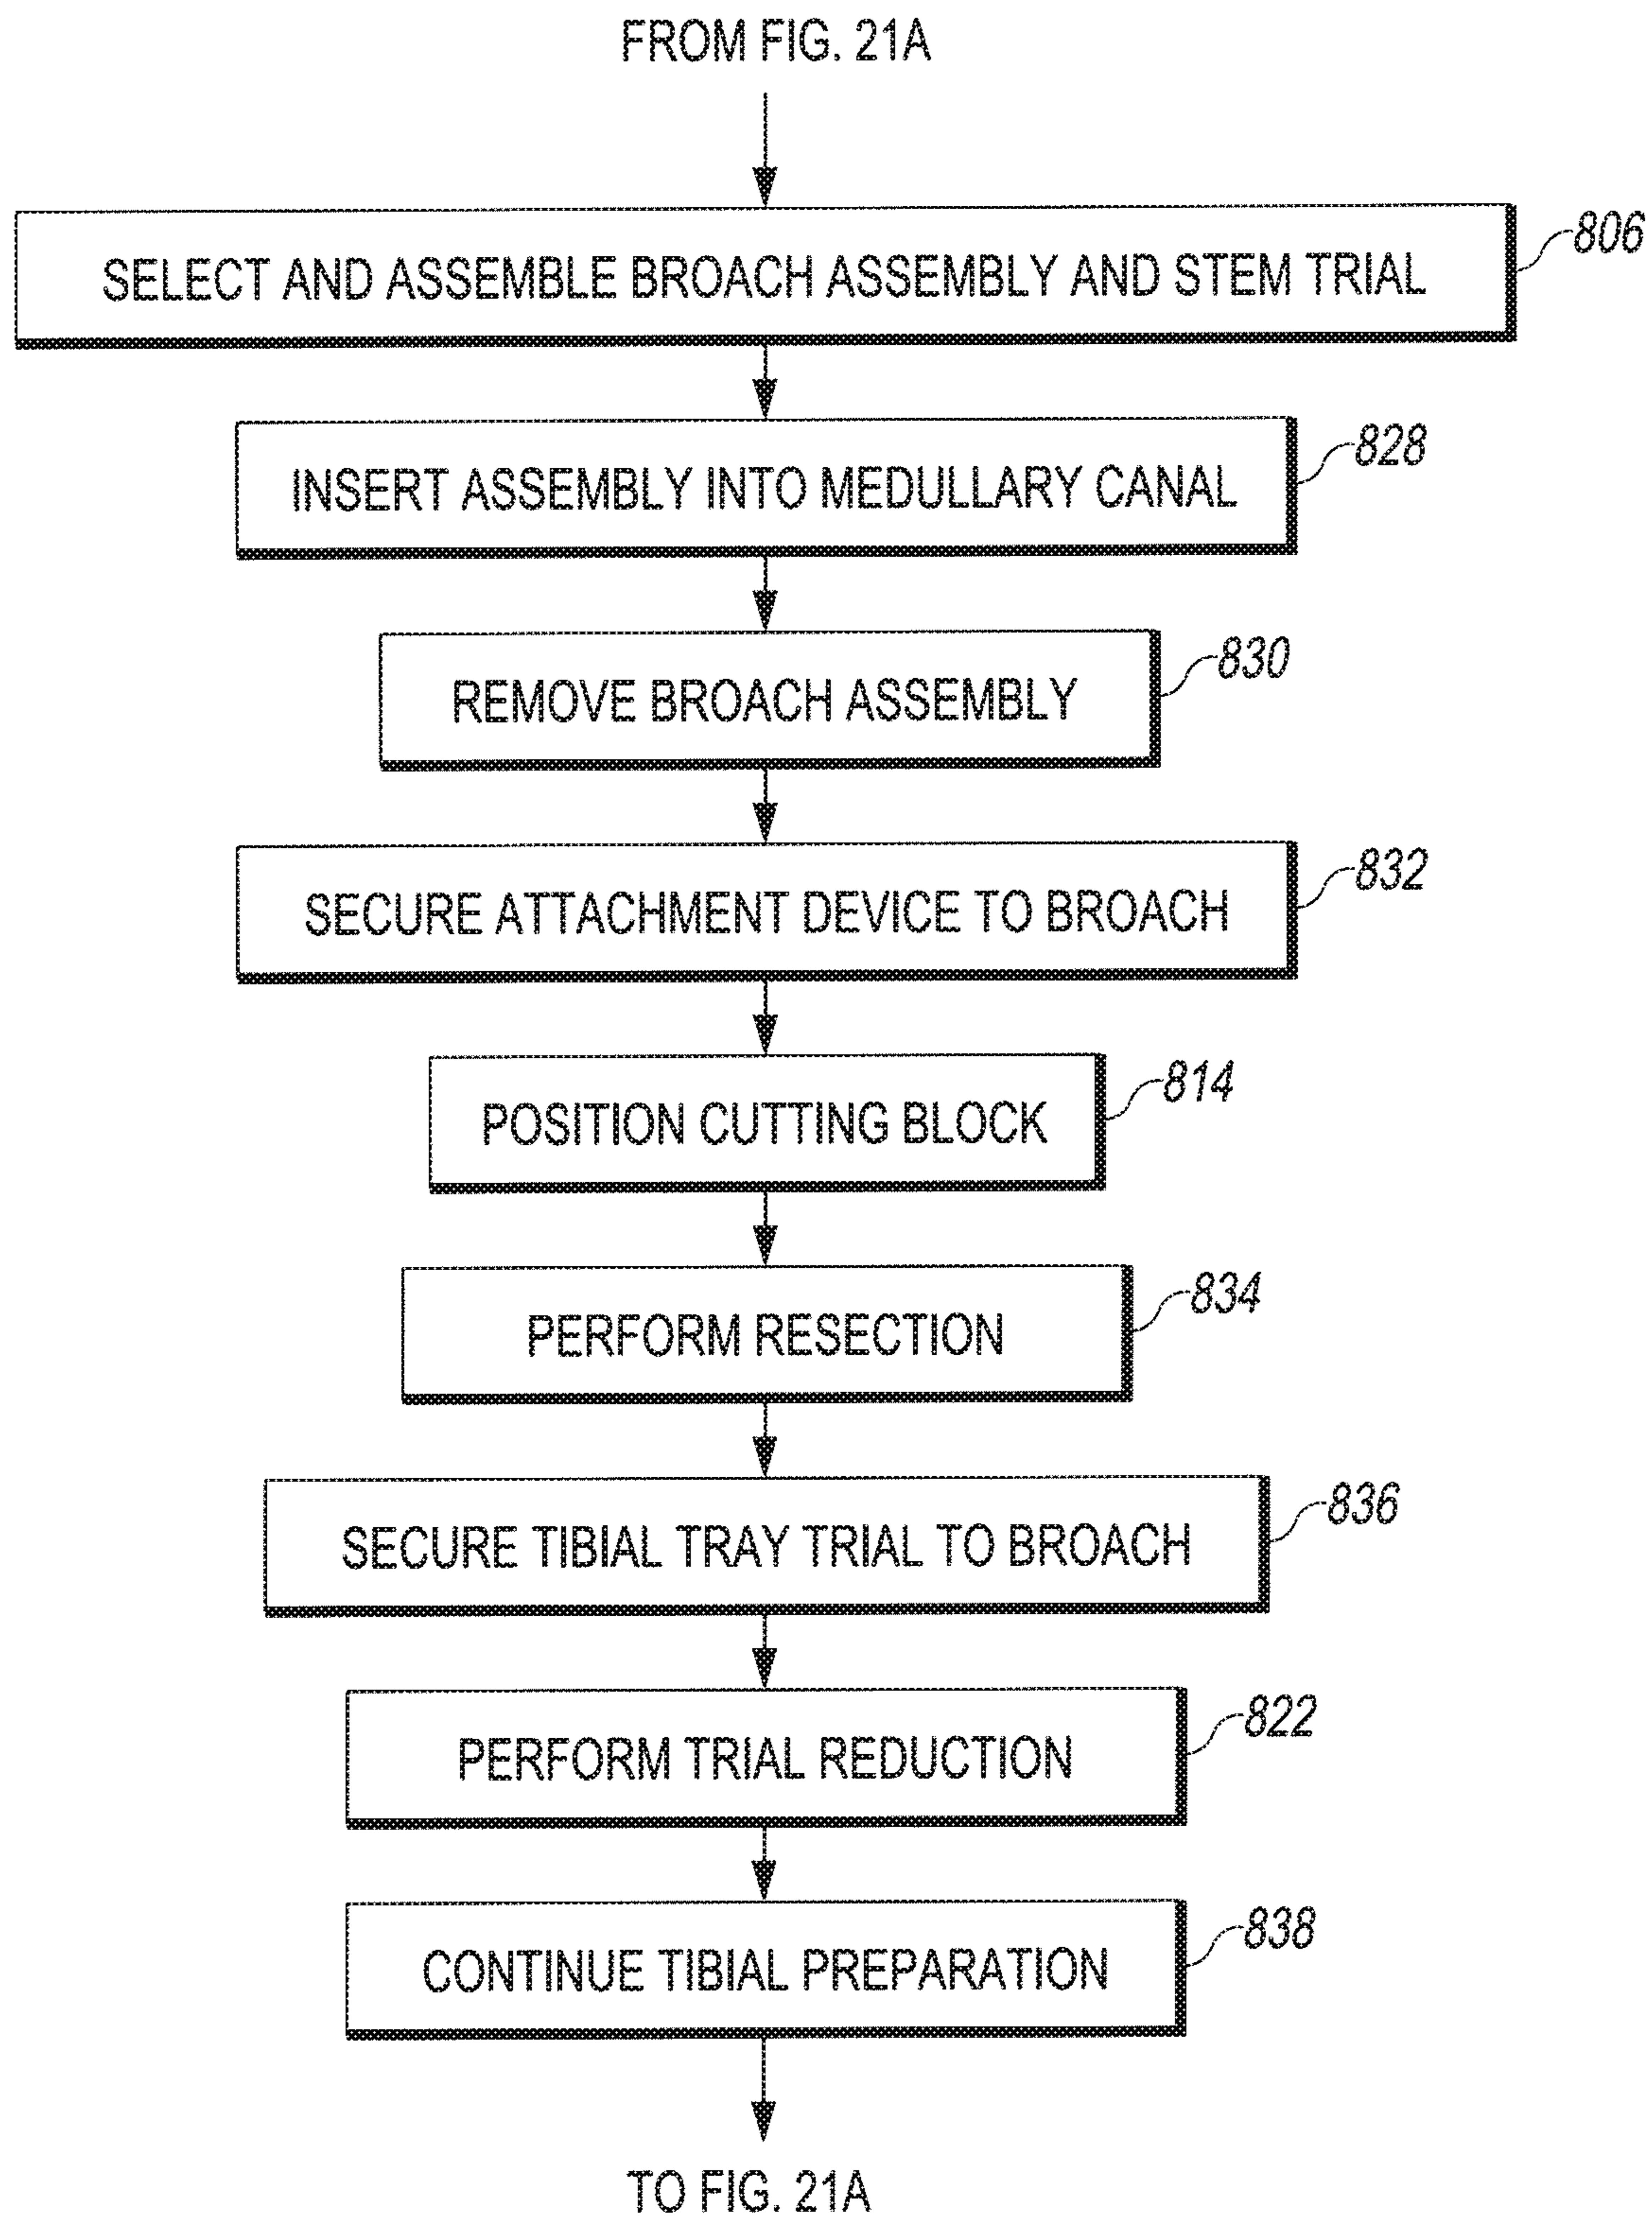 FROM FIG. 21A
SELECT AND ASSEMBLE BROACH ASSEMBLY AND STEM TRIAL
806
INSERT ASSEMBLY INTO MEDULLARY CANAL
828
REMOVE BROACH ASSEMBLY
830
SECURE ATTACHMENT DEVICE TO BROACH
832
POSITION CUTTING BLOCK
814
PERFORM RESECTION
834
SECURE TIBIAL TRAY TRIAL TO BROACH
836
PERFORM TRIAL REDUCTION
822
CONTINUE TIBIAL PREPARATION
838
TO FIG. 21A